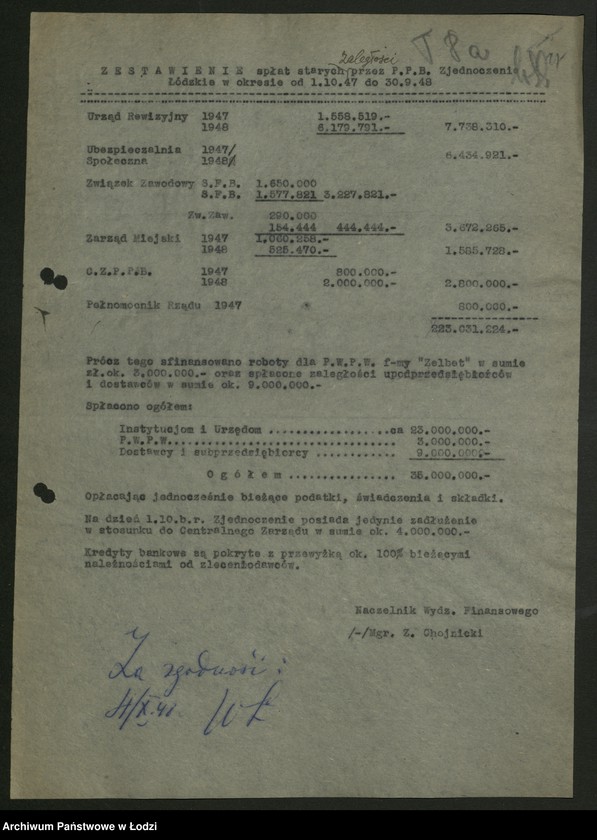 zaległości T 8a
Z E S T A W I E N I E spłat starych przez P.P.B. Zjednoczenie
Łódzkie w okresie od 1.10.47 do 30.9.48
Urząd Rewizyjny 1947 1.558.519.-
1948 6.179.791.- 7.738.310.-
Ubezpieczalnia 1947/
Społeczna 1948/ 6.434.921.-
Związek Zawodowy S.F.B. 1.650.000
S.F.B. 1.577.821 3.227.821.-
Zw.Zaw. 290.000
154.444 444.444.- 3.672.265.-
Zarząd Miejski 1947 1.060.258.-
1948 525.470.- 1.585.728.-
C.Z.P.P.B. 1947 800.000.-
1948 2.000.000.- 2.800.000.-
Pełnomocnik Rządu 1947 800.000.-
223.031.224.-
Prócz tego sfinansowano roboty dla P.W.P.W. f-my "Zelbet" w sumie
zł.ok. 3.000.000.- oraz spłacono zaległości upodprzedsiębiorców
i dostawców w sumie ok. 9.000.000.-
Spłacono ogółem:
Instytucjom i Urzędom ..................ca 23.000.000.-
P.W.P.W.................................. 3.000.000.-
Dostawcy i subprzedsiębiorcy ............ 9.000.000.-
O g ó ł e m ................ 35.000.000.-
Opłacając jednocześnie bieżące podatki, świadczenia i składki.
Na dzień 1.10.b.r. Zjednoczenie posiada jedynie zadłużenie
w stosunku do Centralnego Zarządu w sumie ok. 4.000.000.-
Kredyty bankowe są pokryte z przewyżką ok. 100% bieżącymi
należnościami od zleceniodawców.
Naczelnik Wydz. Finansowego
/-/Mgr. Z. Chojnicki
Za zgodność:
4/X.48
Archiwum Państwowe w Łodzi